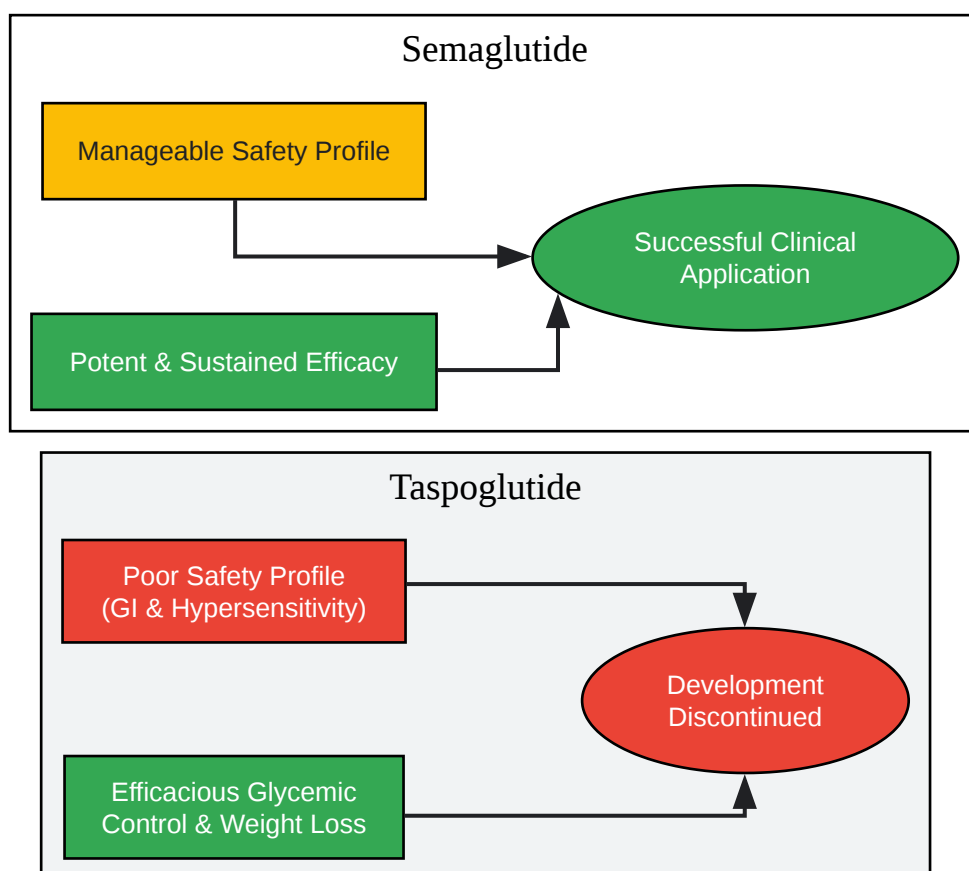 Semaglutide
Manageable Safety Profile
Successful Clinical
Application
Potent & Sustained Efficacy
Taspoglutide
Poor Safety Profile
(GI & Hypersensitivity)
Development
Discontinued
Efficacious Glycemic
Control & Weight Loss